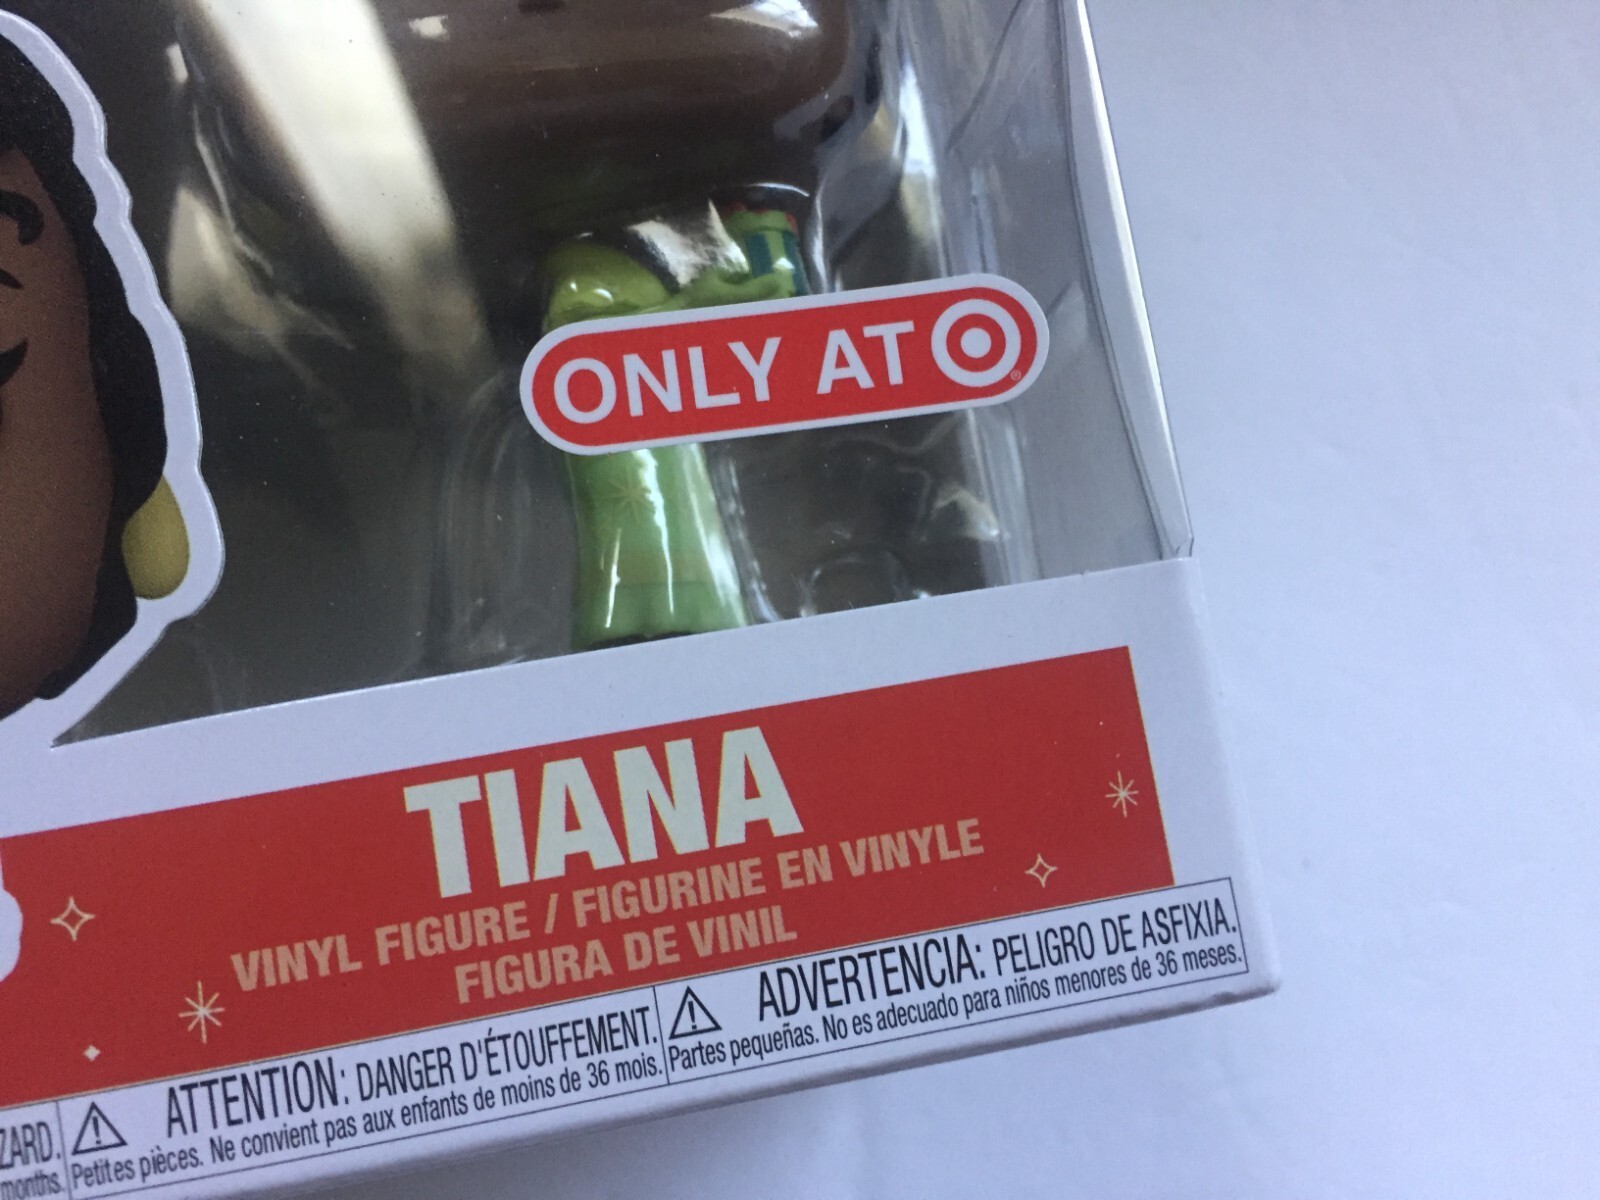 ONLY AT
TIANA
VINYL FIGURE / FIGURINE EN VINYLE
FIGURA DE VINIL
ZARD.
months.
ATTENTION: DANGER D'ÉTOUFFEMENT.
Petites pièces. Ne convient pas aux enfants de moins de 36 mois.
ADVERTENCIA: PELIGRO DE ASFIXIA.
Partes pequeñas. No es adecuado para niños menores de 36 meses.